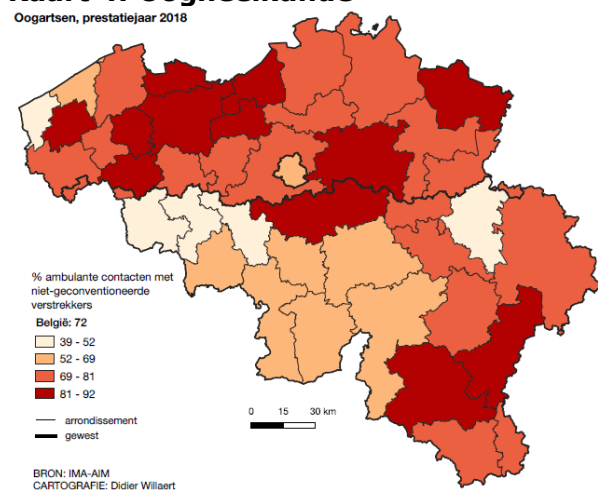 Oogartsen, prestatiejaar 2018
% ambulante contacten met
niet-geconventioneerde
verstrekkers
België: 72
39 - 52
52 - 69
69 - 81
81 - 92
arrondissement
gewest
0 15 30 km
BRON: IMA-AIM
CARTOGRAFIE: Didier Willaert